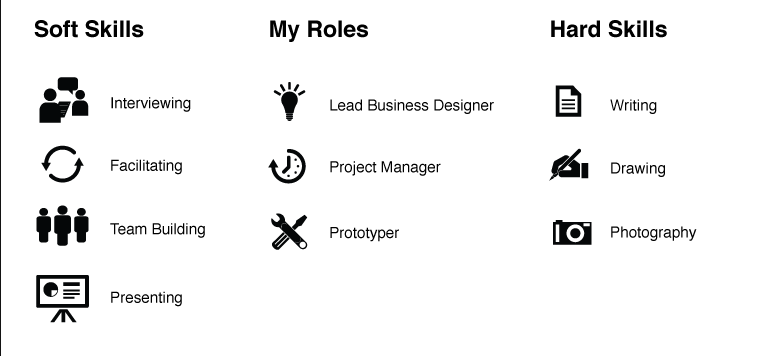 Soft Skills
Interviewing
Facilitating
Team Building
Presenting
My Roles
Lead Business Designer
Project Manager
Prototyper
Hard Skills
Writing
Drawing
Photography